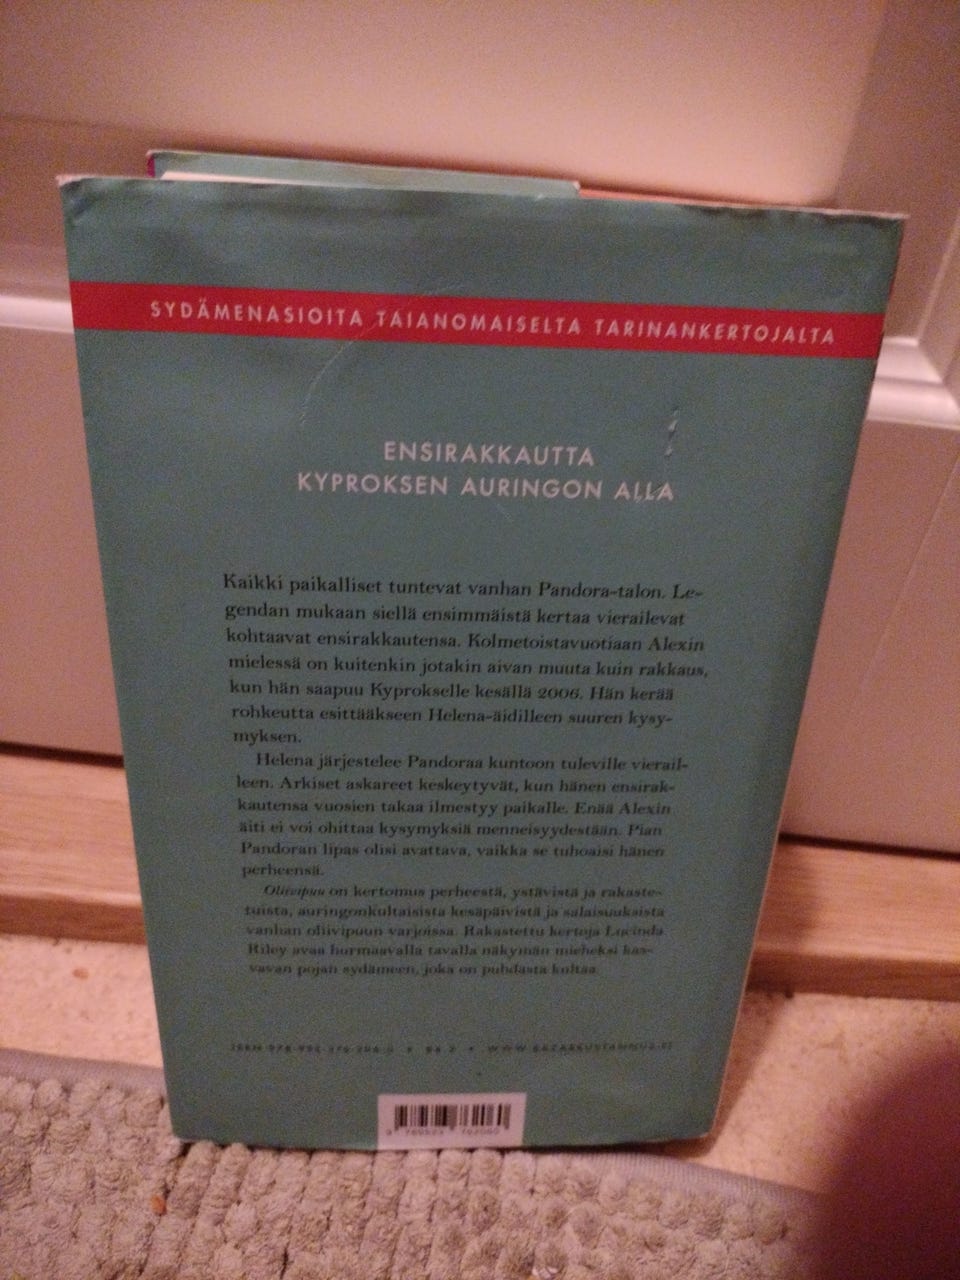 SYDÄMENASIOITA TAIANOMAISELTA TARINANKERTOJALTA
ENSIRAKKAUTTA
KYPROKSEN AURINGON ALLA
Kaikki paikalliset tuntevat vanhan Pandora-talon. Le-
gendan mukaan siellä ensimmäistä kertaa vierailevat
kohtaavat ensirakkautensa. Kolmetoistavuotiaan Alexin
mielessä on kuitenkin jotakin aivan muuta kuin rakkaus,
kun hän saapuu Kyprokselle kesällä 2006. Hän kerää
rohkeutta esittääkseen Helena-äidilleen suuren kysy-
myksen.
Helena järjestelee Pandoraa kuntoon tuleville vierail-
leen. Arkiset askareet keskeytyvät, kun hänen ensirak-
kautensa vuosien takaa ilmestyy paikalle. Enää Alexin
äiti ei voi ohittaa kysymyksiä menneisyydestään. Pian
Pandoran lipas olisi avattava, vaikka se tuhoaisi hänen
perheensä.
Oliivipuu on kertomus perheestä, ystävistä ja rakaste-
tuista, auringonkultaisista kesäpäivistä ja salaisuuksista
vanhan oliivipuun varjoissa. Rakastettu kertoja Lucinda
Riley avaa hurmaavalla tavalla näkymän mieheksi kas-
vavan pojan sydämeen, joka on puhdasta kultaa.
ISBN • 84.2 • WWW.BAZARKUSTANNUS.FI